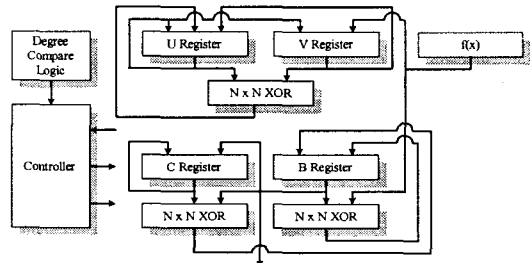 Degree
Compare
Logic
U Register
V Register
f(x)
N x N XOR
Controller
C Register
B Register
N x N XOR
N x N XOR